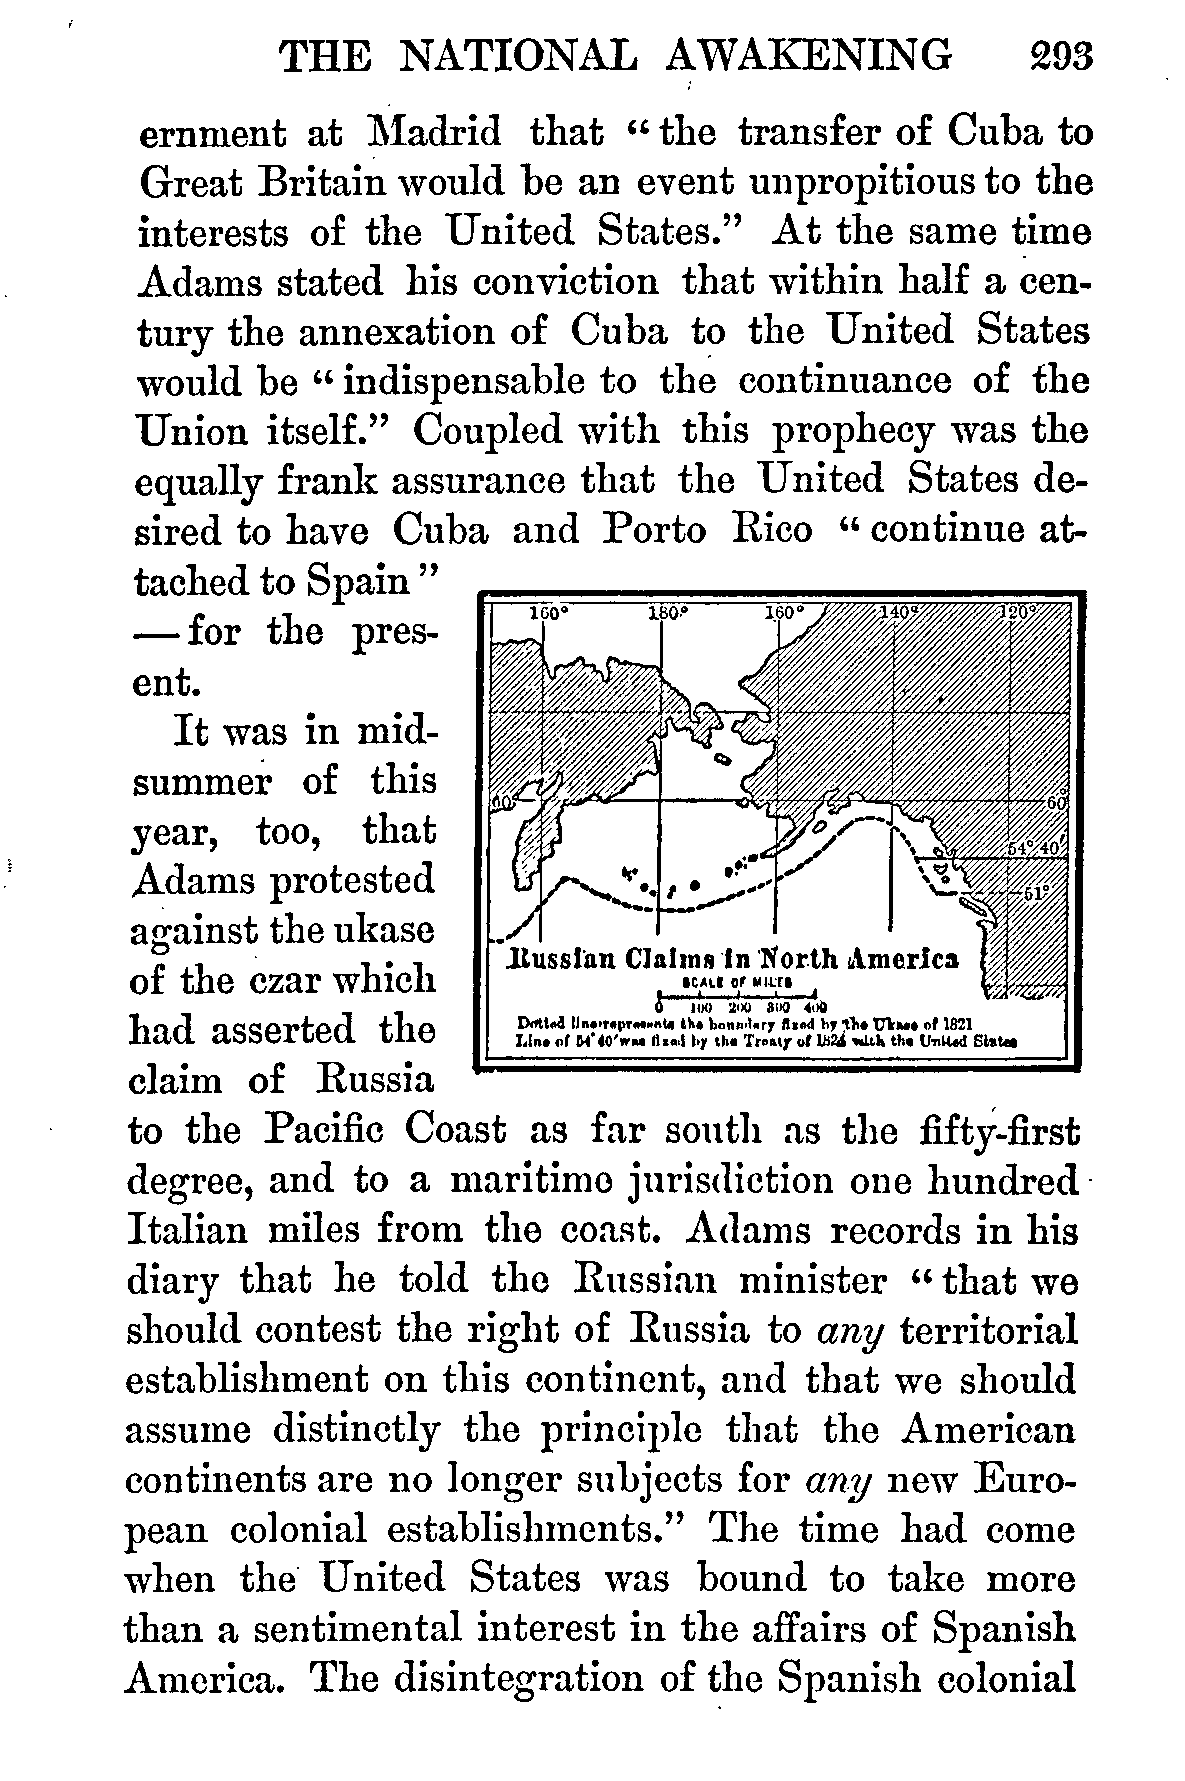 THE NATIONAL AWAKENING 293
ernment at Madrid that “ the transfer of Cuba to
Great Britain would be an event unpropitious to the
interests of the United States.” At the same time
Adams stated his conviction that within half a cen-
tury the annexation of Cuba to the United States
would be “ indispensable to the continuance of the
Union itself.” Coupled with this prophecy was the
equally frank assurance that the United States de-
sired to have Cuba and Porto Rico “ continue at-
tached to Spain ”
— for the pres-
ent.
It was in mid-
summer of this
year, too, that
Adams protested
against the ukase
of the czar which
had asserted the
claim of Russia
160° 180° 160° 140° 120°
60° 60°
54° 40′
51°
Russian Claims in North America
SCALE OF MILES
0 100 200 300 400
Dotted line represents the boundary fixed by the Ukase of 1821
Line of 54° 40′ was fixed by the Treaty of 1824 with the United States
to the Pacific Coast as far south as the fifty-first
degree, and to a maritime jurisdiction one hundred
Italian miles from the coast. Adams records in his
diary that he told the Russian minister “ that we
should contest the right of Russia to any territorial
establishment on this continent, and that we should
assume distinctly the principle that the American
continents are no longer subjects for any new Euro-
pean colonial establishments.” The time had come
when the United States was bound to take more
than a sentimental interest in the affairs of Spanish
America. The disintegration of the Spanish colonial